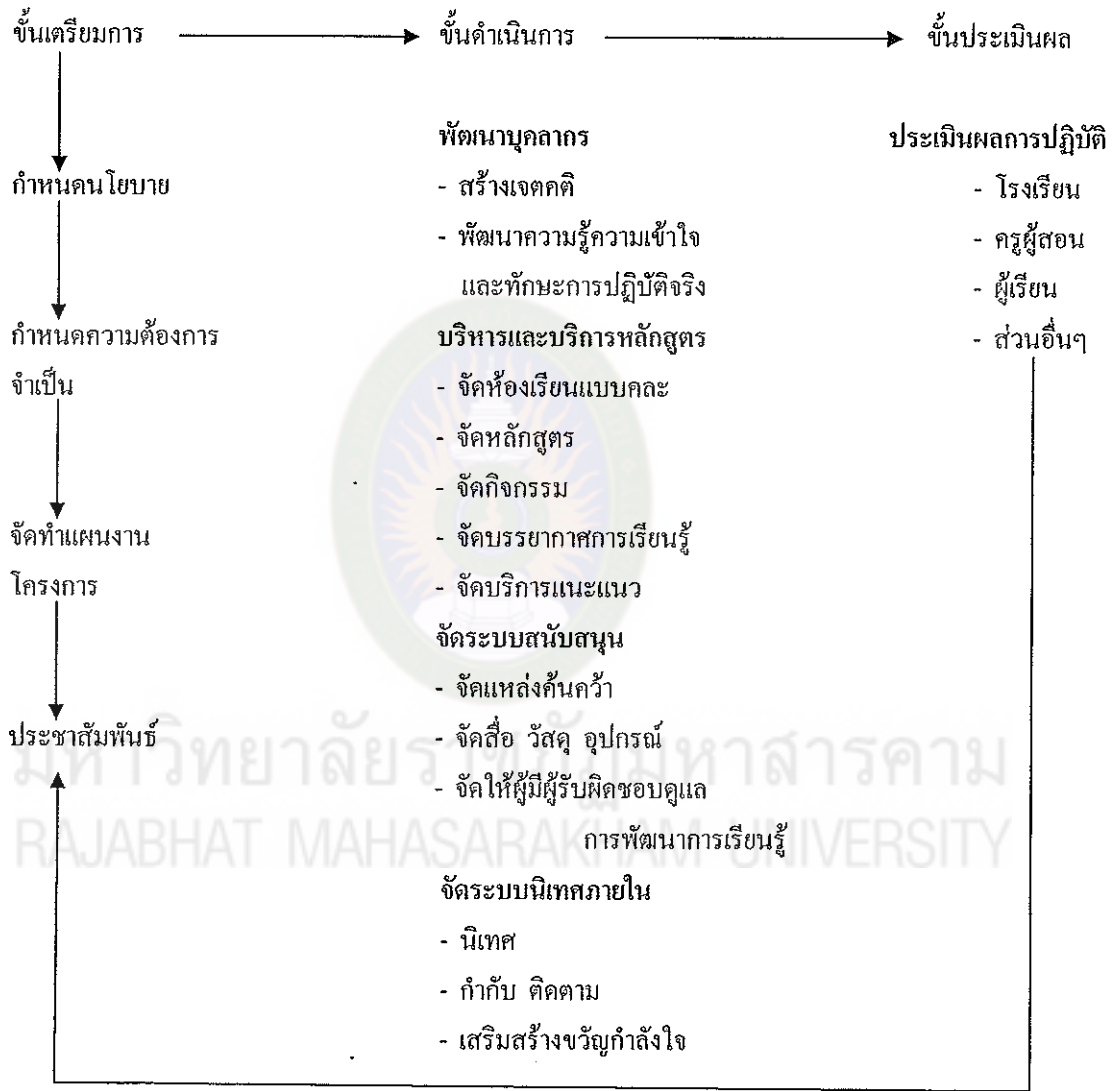 ขั้นเตรียมการ
กำหนดนโยบาย
กำหนดความต้องการ
จำเป็น
จัดทำแผนงาน
โครงการ
ประชาสัมพันธ์
ขั้นดำเนินการ
พัฒนาบุคลากร
- สร้างเจตคติ
- พัฒนาความรู้ความเข้าใจ
และทักษะการปฏิบัติจริง
บริหารและบริการหลักสูตร
- จัดห้องเรียนแบบคละ
- จัดหลักสูตร
- จัดกิจกรรม
- จัดบรรยากาศการเรียนรู้
- จัดบริการแนะแนว
จัดระบบสนับสนุน
- จัดแหล่งค้นคว้า
- จัดสื่อ วัสดุ อุปกรณ์
- จัดให้ผู้มีผู้รับผิดชอบดูแล
การพัฒนาการเรียนรู้
จัดระบบนิเทศภายใน
- นิเทศ
- กำกับ ติดตาม
- เสริมสร้างขวัญกำลังใจ
ขั้นประเมินผล
ประเมินผลการปฏิบัติ
- โรงเรียน
- ครูผู้สอน
- ผู้เรียน
- ส่วนอื่นๆ
มหาวิทยาลัยราชภัฏมหาสารคาม
RAJABHAT MAHASARAKHAM UNIVERSITY